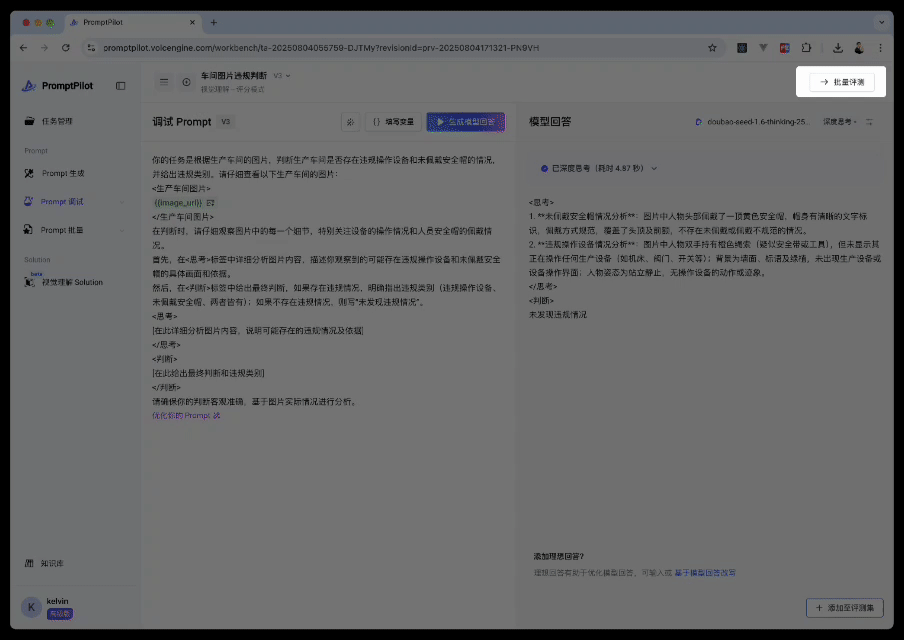 PromptPilot
promptpilot.volcengine.com/workbench/ta-20250804055759-DJTMy?revisionId=prv-20250804171321-PN9VH
PromptPilot
任务管理
Prompt
Prompt 生成
Prompt 调试
Prompt 批量
Solution
beta
视觉理解 Solution
知识库
K
kelvin
车间图片违规判断 V3
视觉理解 - 评分模式
批量评测
调试 Prompt V3
填写变量
生成模型回答
你的任务是根据生产车间的图片，判断生产车间是否存在违规操作设备和未佩戴安全帽的情况，
并给出违规类别。请仔细查看以下生产车间的图片：
<生产车间图片>
{{image_url}}
</生产车间图片>
在判断时，请仔细观察图片中的每一个细节，特别关注设备的操作情况和人员安全帽的佩戴情
况。
首先，在<思考>标签中详细分析图片内容，描述你观察到的可能存在违规操作设备和未佩戴安全
帽的具体画面和依据。
然后，在<判断>标签中给出最终判断，如果存在违规情况，明确指出违规类别（违规操作设备、
未佩戴安全帽、两者皆有）；如果不存在违规情况，则写“未发现违规情况”。
<思考>
[在此详细分析图片内容，说明可能存在的违规情况及依据]
</思考>
<判断>
[在此给出最终判断和违规类别]
</判断>
请确保你的判断客观准确，基于图片实际情况进行分析。
优化你的 Prompt
模型回答
doubao-seed-1.6-thinking-25...
深度思考
已深度思考（耗时 4.97 秒）
<思考>
1. **未佩戴安全帽情况分析**：图片中人物头部佩戴了一顶黄色安全帽，帽身有清晰的文字标
识，佩戴方式规范，覆盖了头顶及前额，不存在未佩戴或佩戴不规范的情况。
2. **违规操作设备情况分析**：图片中人物双手持有橙色绳索（疑似安全带或工具），但未显示其
正在操作任何生产设备（如机床、阀门、开关等）；背景为墙面、标语及绿植，未出现生产设备或
设备操作界面；人物姿态为站立静止，无操作设备的动作或迹象。
</思考>
<判断>
未发现违规情况
添加理想回答?
理想回答有助于优化模型回答，可输入或 基于模型回答改写
添加至评测集